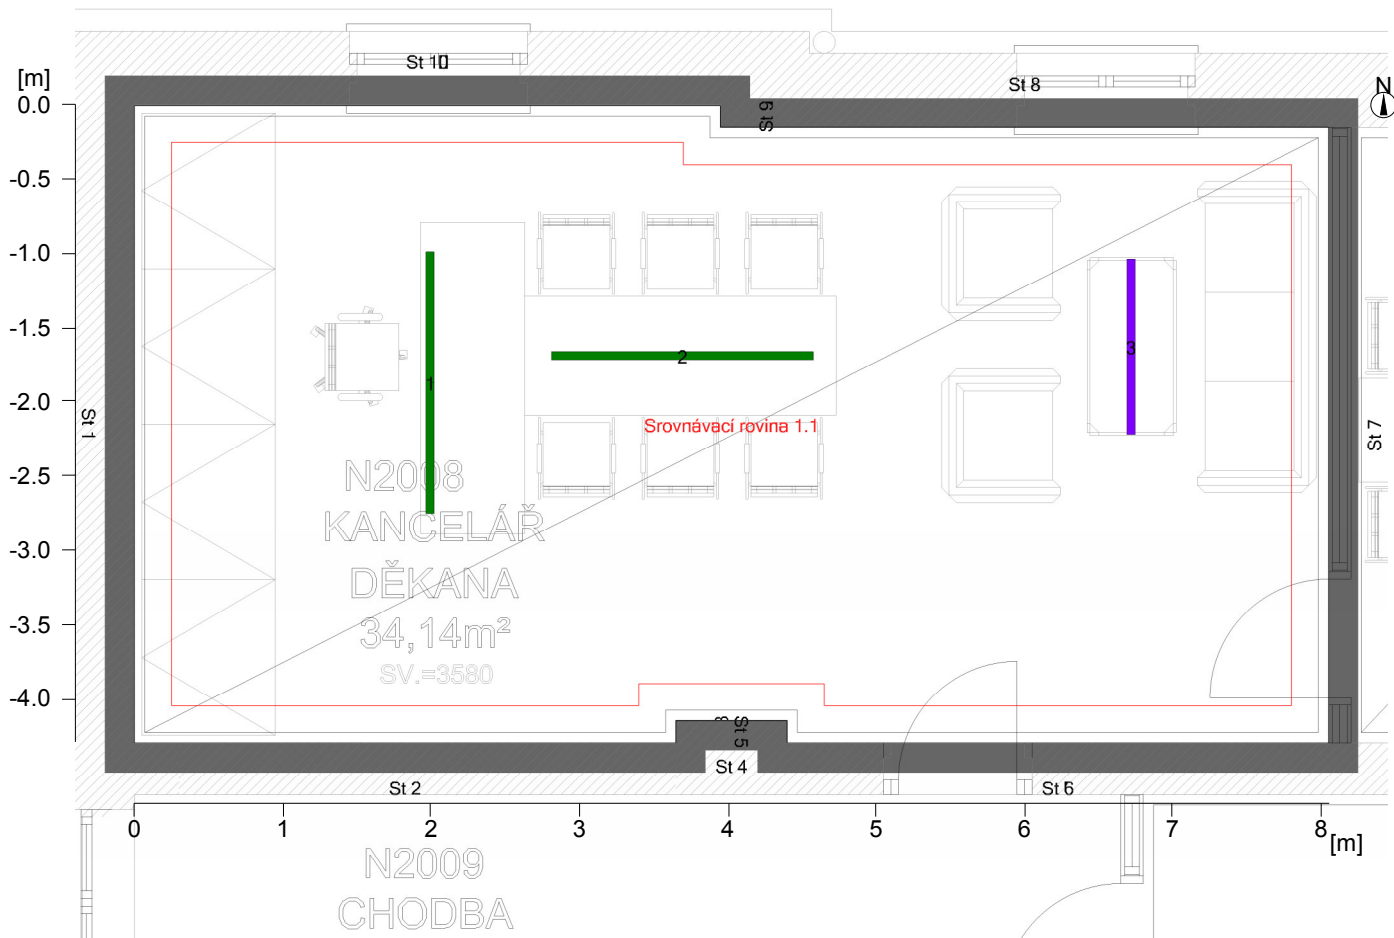 St 10
[m]
St 8
N
0.0
St 9
-0.5
-1.0
-1.5
2
3
1
-2.0
St 1
Srovnávací rovina 1.1
St 7
-2.5
N2008
KANCELÁŘ
-3.0
DĚKANA
-3.5
34,14m²
SV.=3580
-4.0
St 5
St 4
St 2
St 6
0
1
2
3
4
5
6
7
8
[m]
N2009
CHODBA